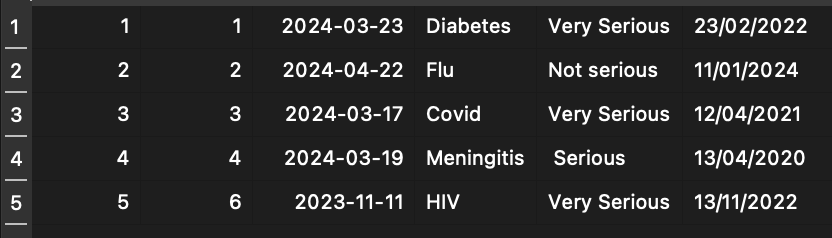 1 1 1 2024-03-23 Diabetes Very Serious 23/02/2022
2 2 2 2024-04-22 Flu Not serious 11/01/2024
3 3 3 2024-03-17 Covid Very Serious 12/04/2021
4 4 4 2024-03-19 Meningitis Serious 13/04/2020
5 5 6 2023-11-11 HIV Very Serious 13/11/2022